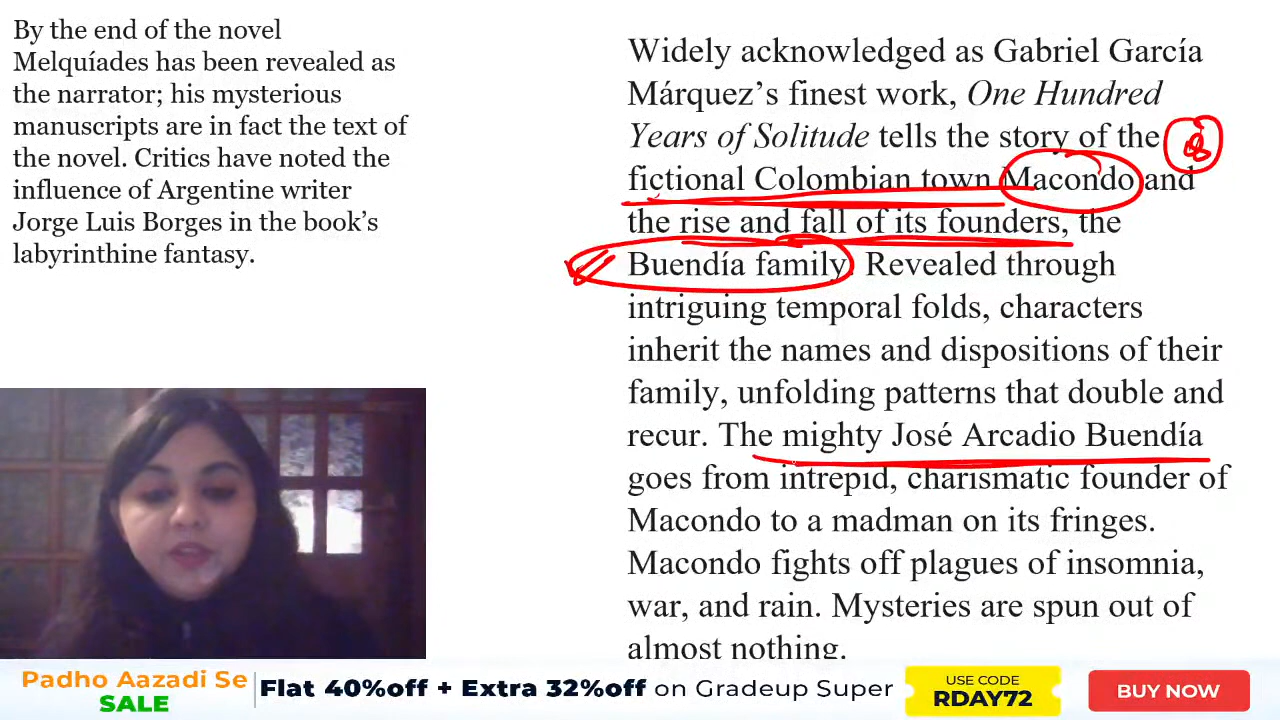 By the end of the novel
Melquíades has been revealed as
the narrator; his mysterious
manuscripts are in fact the text of
the novel. Critics have noted the
influence of Argentine writer
Jorge Luis Borges in the book’s
labyrinthine fantasy.
Widely acknowledged as Gabriel García
Márquez’s finest work, One Hundred
Years of Solitude tells the story of the
fictional Colombian town Macondo and
the rise and fall of its founders, the
Buendía family. Revealed through
intriguing temporal folds, characters
inherit the names and dispositions of their
family, unfolding patterns that double and
recur. The mighty José Arcadio Buendía
goes from intrepid, charismatic founder of
Macondo to a madman on its fringes.
Macondo fights off plagues of insomnia,
war, and rain. Mysteries are spun out of
almost nothing.
Padho Aazadi Se
SALE
Flat 40%off + Extra 32%off on Gradeup Super
USE CODE
RDAY72
BUY NOW